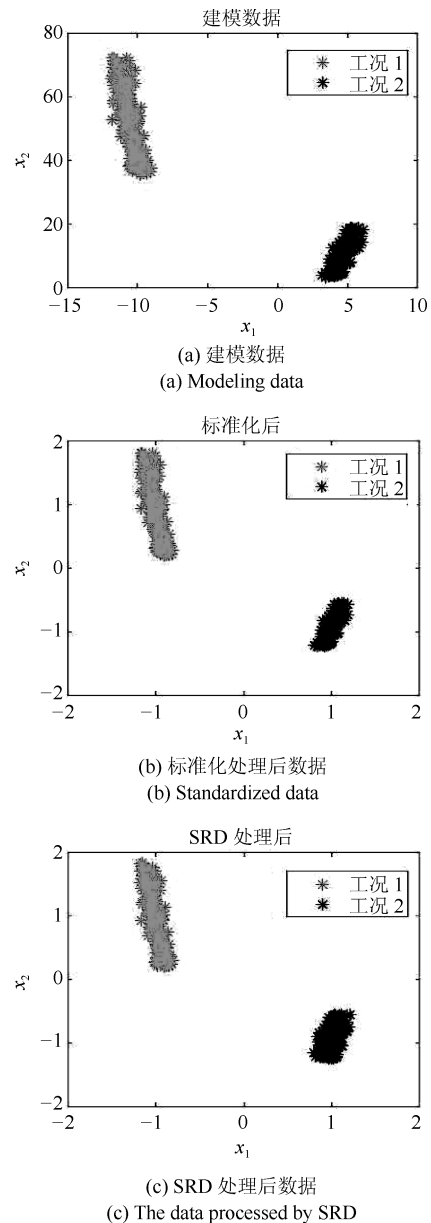 建模数据
80
60
40
20
0
x₂
工况 1
工况 2
−15 −10 −5 0 5 10
x₁
(a) 建模数据
(a) Modeling data
标准化后
2
1
0
−1
−2
x₂
工况 1
工况 2
−2 −1 0 1 2
x₁
(b) 标准化处理后数据
(b) Standardized data
SRD 处理后
2
1
0
−1
−2
x₂
工况 1
工况 2
−2 −1 0 1 2
x₁
(c) SRD 处理后数据
(c) The data processed by SRD